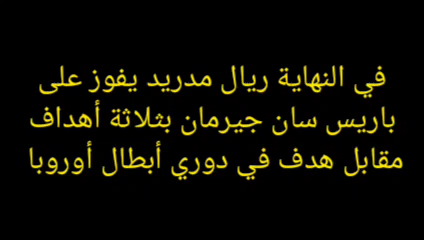 في النهاية ريال مدريد يفوز على
باريس سان جيرمان بثلاثة أهداف
مقابل هدف في دوري أبطال أوروبا